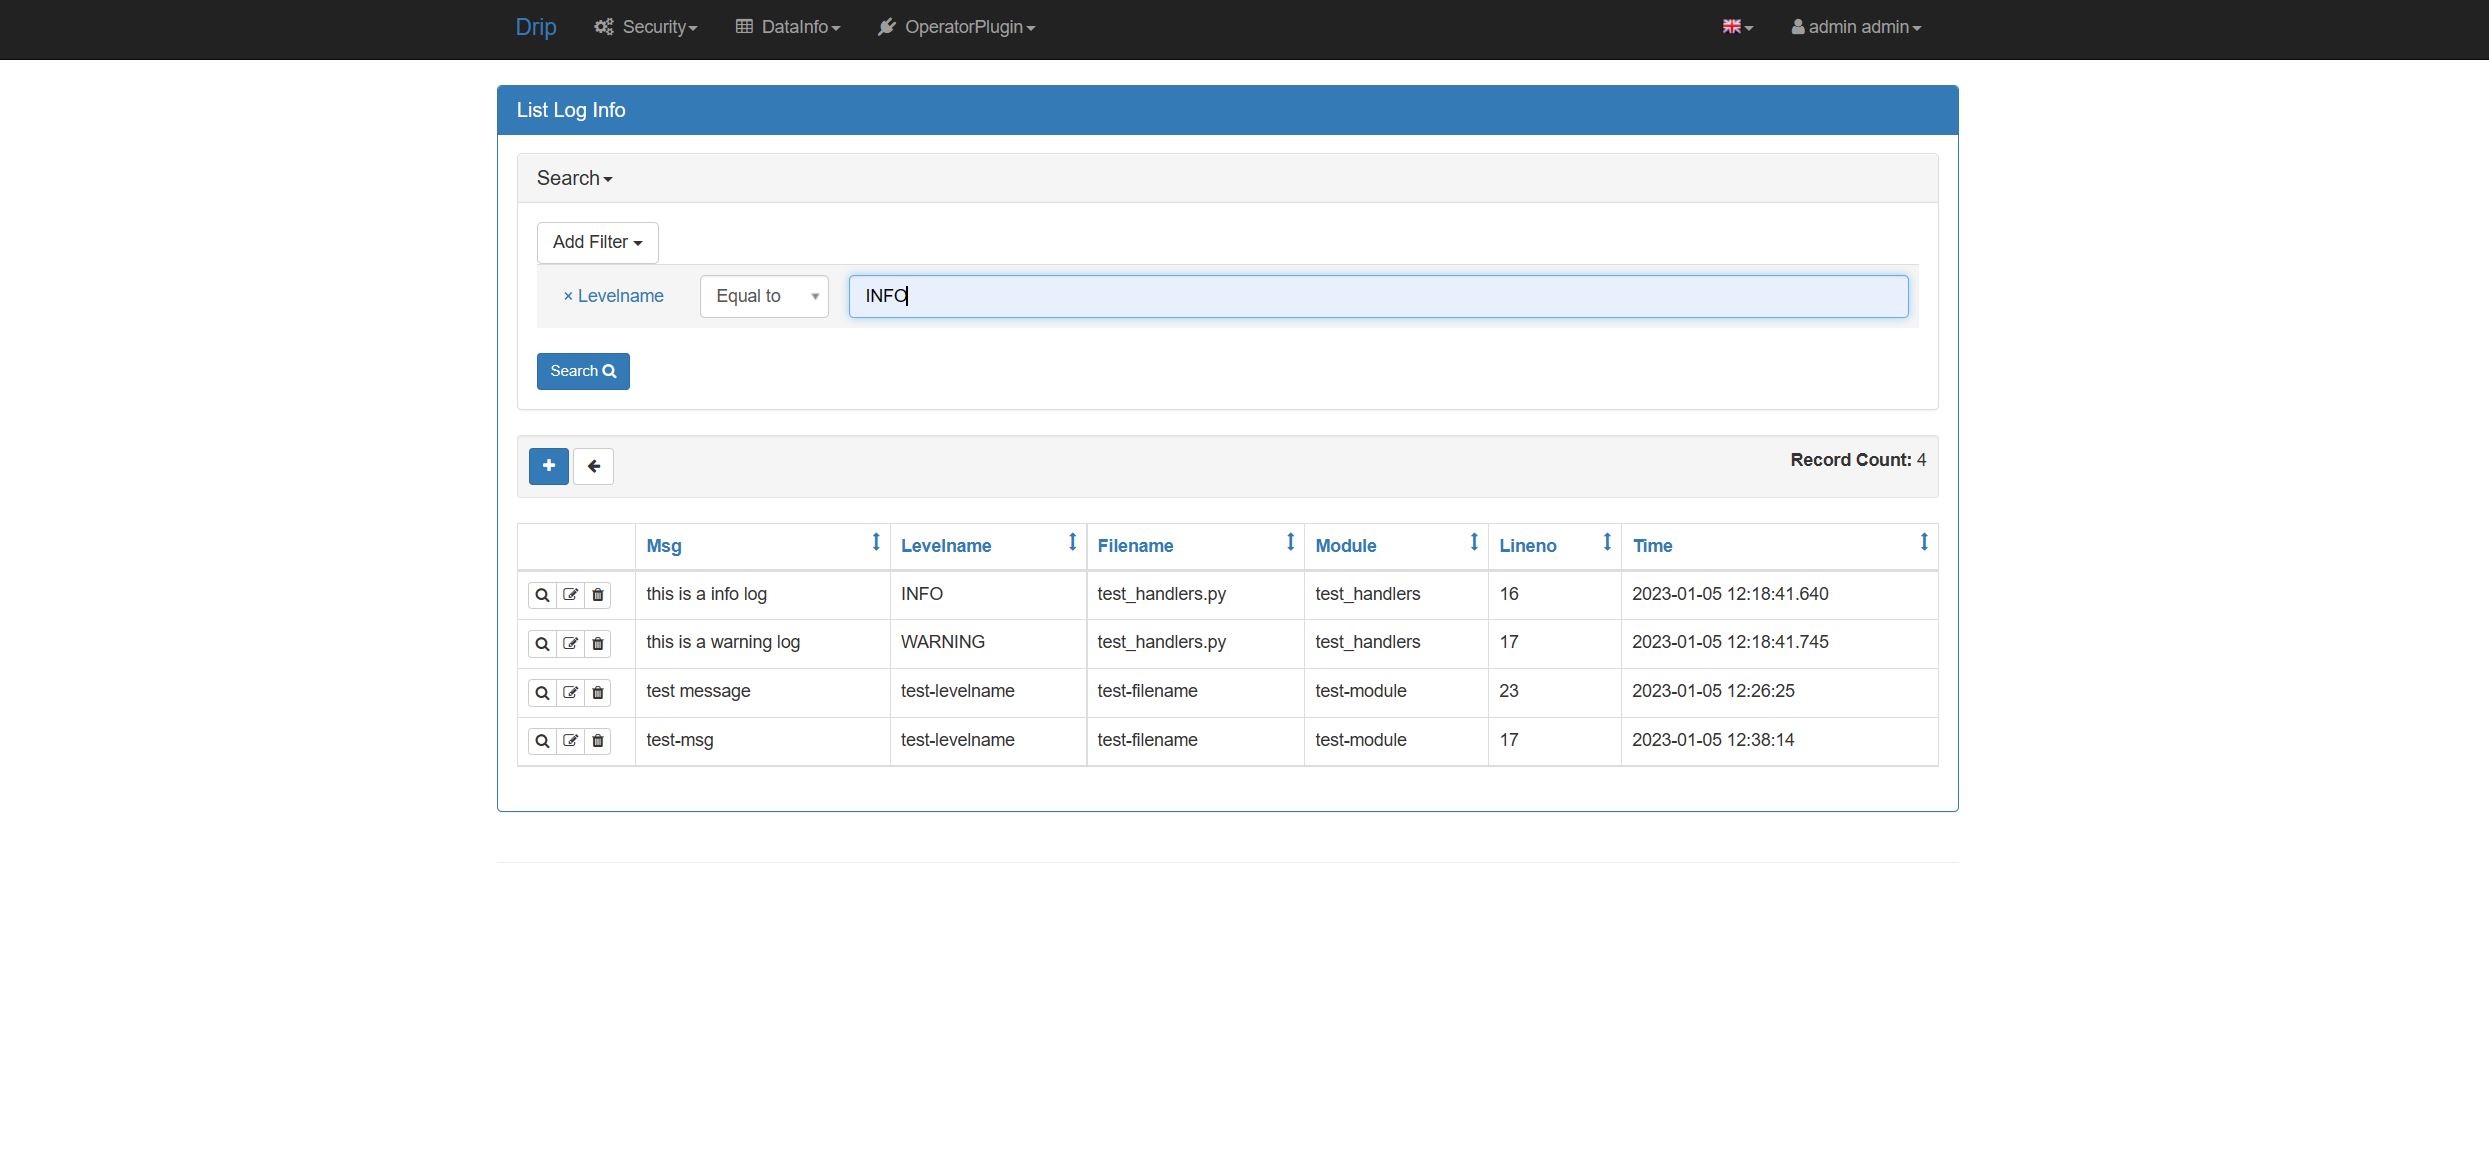 Drip Security DataInfo OperatorPlugin admin admin
List Log Info
Search
Add Filter
× Levelname Equal to INFO
Search
Record Count: 4
Msg Levelname Filename Module Lineno Time
this is a info log INFO test_handlers.py test_handlers 16 2023-01-05 12:18:41.640
this is a warning log WARNING test_handlers.py test_handlers 17 2023-01-05 12:18:41.745
test message test-levelname test-filename test-module 23 2023-01-05 12:26:25
test-msg test-levelname test-filename test-module 17 2023-01-05 12:38:14